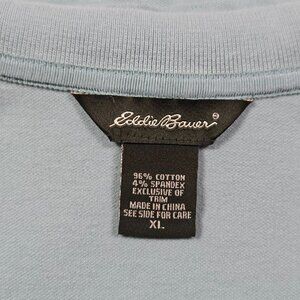 Eddie Bauer®
96% COTTON
4% SPANDEX
EXCLUSIVE OF
TRIM
MADE IN CHINA
SEE SIDE FOR CARE
XL